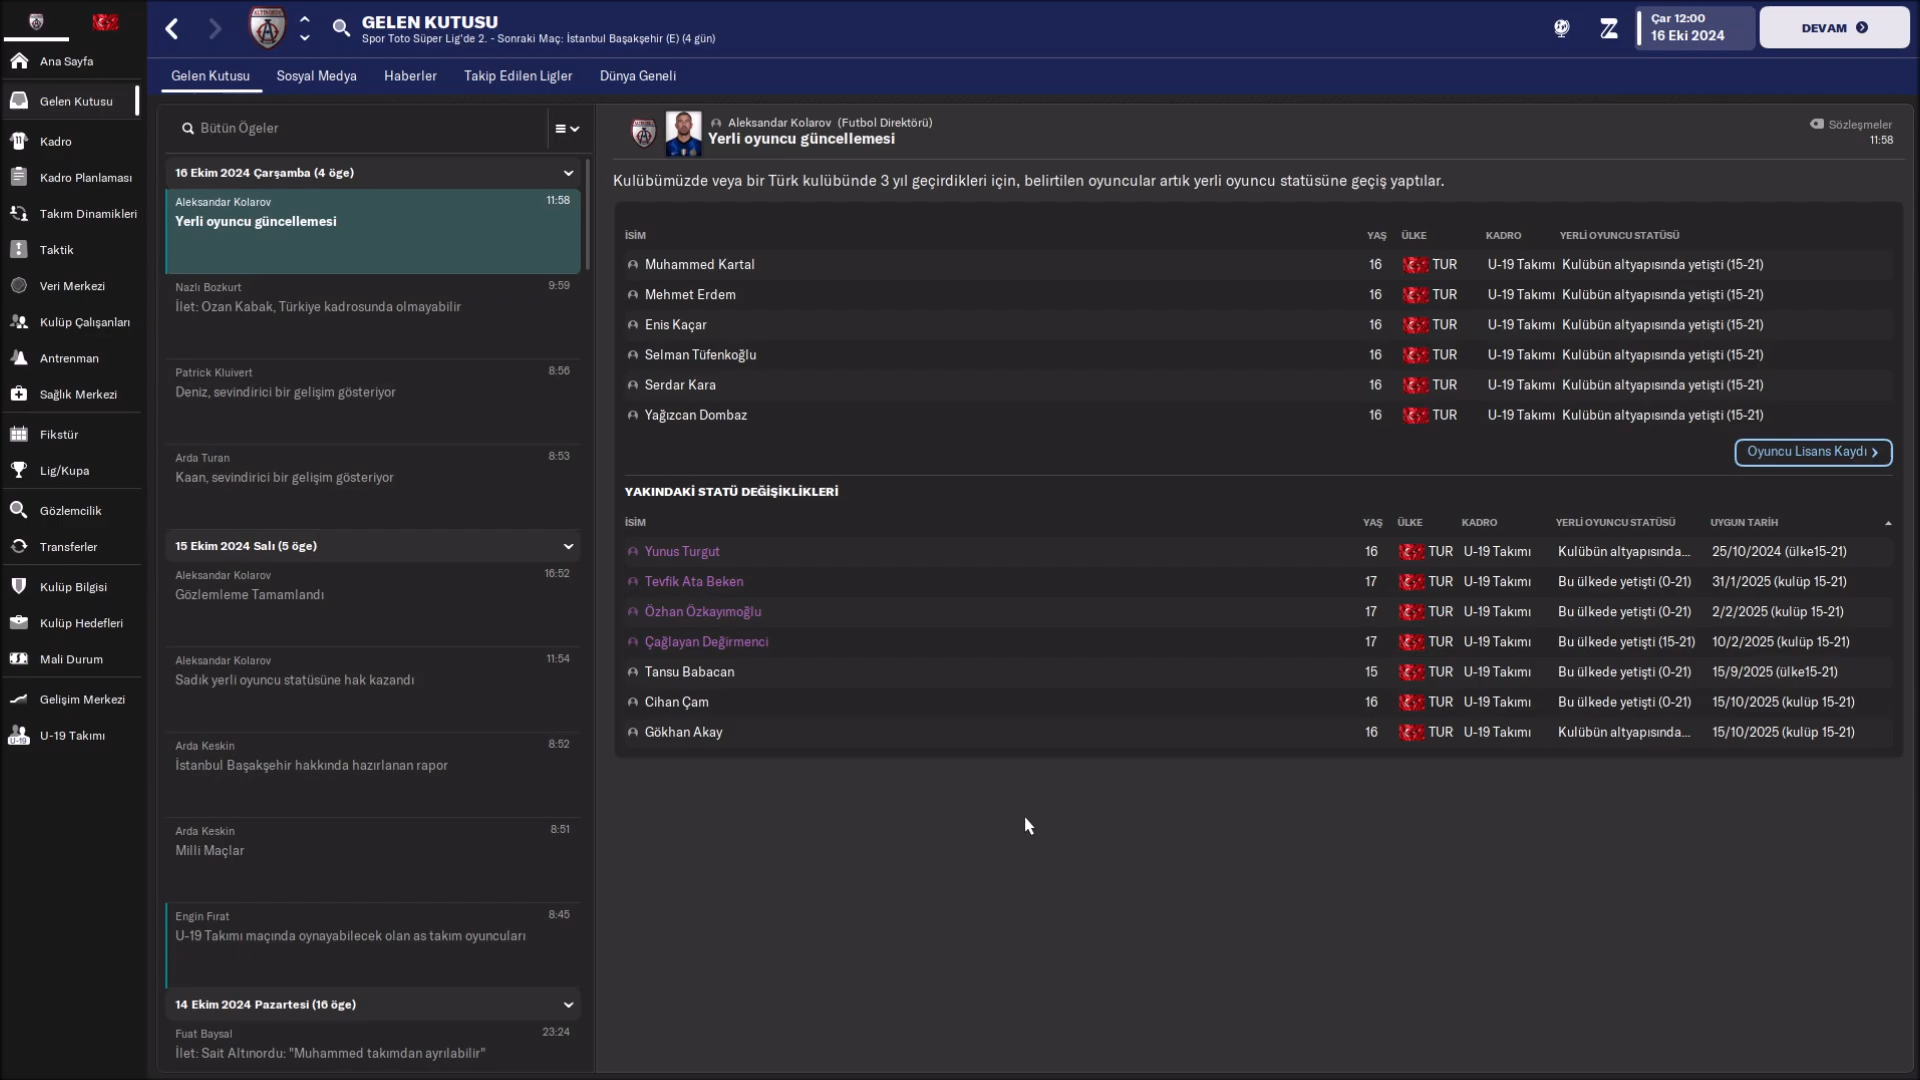 GELEN KUTUSU
Spor Toto Süper Lig'de 2. - Sonraki Maç: İstanbul Başakşehir (E) (4 gün)
Çar 12:00
16 Eki 2024
DEVAM
Ana Sayfa
Gelen Kutusu
Kadro
Kadro Planlaması
Takım Dinamikleri
Taktik
Veri Merkezi
Kulüp Çalışanları
Antrenman
Sağlık Merkezi
Fikstür
Lig/Kupa
Gözlemcilik
Transferler
Kulüp Bilgisi
Kulüp Hedefleri
Mali Durum
Gelişim Merkezi
U-19 Takımı
Gelen Kutusu Sosyal Medya Haberler Takip Edilen Ligler Dünya Geneli
Bütün Ögeler
16 Ekim 2024 Çarşamba (4 öge)
Aleksandar Kolarov 11:58
Yerli oyuncu güncellemesi
Nazlı Bozkurt 9:59
İlet: Ozan Kabak, Türkiye kadrosunda olmayabilir
Patrick Kluivert 8:56
Deniz, sevindirici bir gelişim gösteriyor
Arda Turan 8:53
Kaan, sevindirici bir gelişim gösteriyor
15 Ekim 2024 Salı (5 öge)
Aleksandar Kolarov 16:52
Gözlemleme Tamamlandı
Aleksandar Kolarov 11:54
Sadık yerli oyuncu statüsüne hak kazandı
Arda Keskin 8:52
İstanbul Başakşehir hakkında hazırlanan rapor
Arda Keskin 8:51
Milli Maçlar
Engin Fırat 8:45
U-19 Takımı maçında oynayabilecek olan as takım oyuncuları
14 Ekim 2024 Pazartesi (16 öge)
Fuat Baysal 23:24
İlet: Sait Altınordu: "Muhammed takımdan ayrılabilir"
Aleksandar Kolarov (Futbol Direktörü)
Yerli oyuncu güncellemesi
Sözleşmeler
11:58
Kulübümüzde veya bir Türk kulübünde 3 yıl geçirdikleri için, belirtilen oyuncular artık yerli oyuncu statüsüne geçiş yaptılar.
İSİM YAŞ ÜLKE KADRO YERLİ OYUNCU STATÜSÜ
Muhammed Kartal 16 TUR U-19 Takımı Kulübün altyapısında yetişti (15-21)
Mehmet Erdem 16 TUR U-19 Takımı Kulübün altyapısında yetişti (15-21)
Enis Kaçar 16 TUR U-19 Takımı Kulübün altyapısında yetişti (15-21)
Selman Tüfenkoğlu 16 TUR U-19 Takımı Kulübün altyapısında yetişti (15-21)
Serdar Kara 16 TUR U-19 Takımı Kulübün altyapısında yetişti (15-21)
Yağızcan Dombaz 16 TUR U-19 Takımı Kulübün altyapısında yetişti (15-21)
Oyuncu Lisans Kaydı
YAKINDAKİ STATÜ DEĞİŞİKLİKLERİ
İSİM YAŞ ÜLKE KADRO YERLİ OYUNCU STATÜSÜ UYGUN TARİH
Yunus Turgut 16 TUR U-19 Takımı Kulübün altyapısında... 25/10/2024 (ülke15-21)
Tevfik Ata Beken 17 TUR U-19 Takımı Bu ülkede yetişti (0-21) 31/1/2025 (kulüp 15-21)
Özhan Özkayımoğlu 17 TUR U-19 Takımı Bu ülkede yetişti (0-21) 2/2/2025 (kulüp 15-21)
Çağlayan Değirmenci 17 TUR U-19 Takımı Bu ülkede yetişti (15-21) 10/2/2025 (kulüp 15-21)
Tansu Babacan 15 TUR U-19 Takımı Bu ülkede yetişti (0-21) 15/9/2025 (ülke15-21)
Cihan Çam 16 TUR U-19 Takımı Bu ülkede yetişti (0-21) 15/10/2025 (kulüp 15-21)
Gökhan Akay 16 TUR U-19 Takımı Kulübün altyapısında... 15/10/2025 (kulüp 15-21)